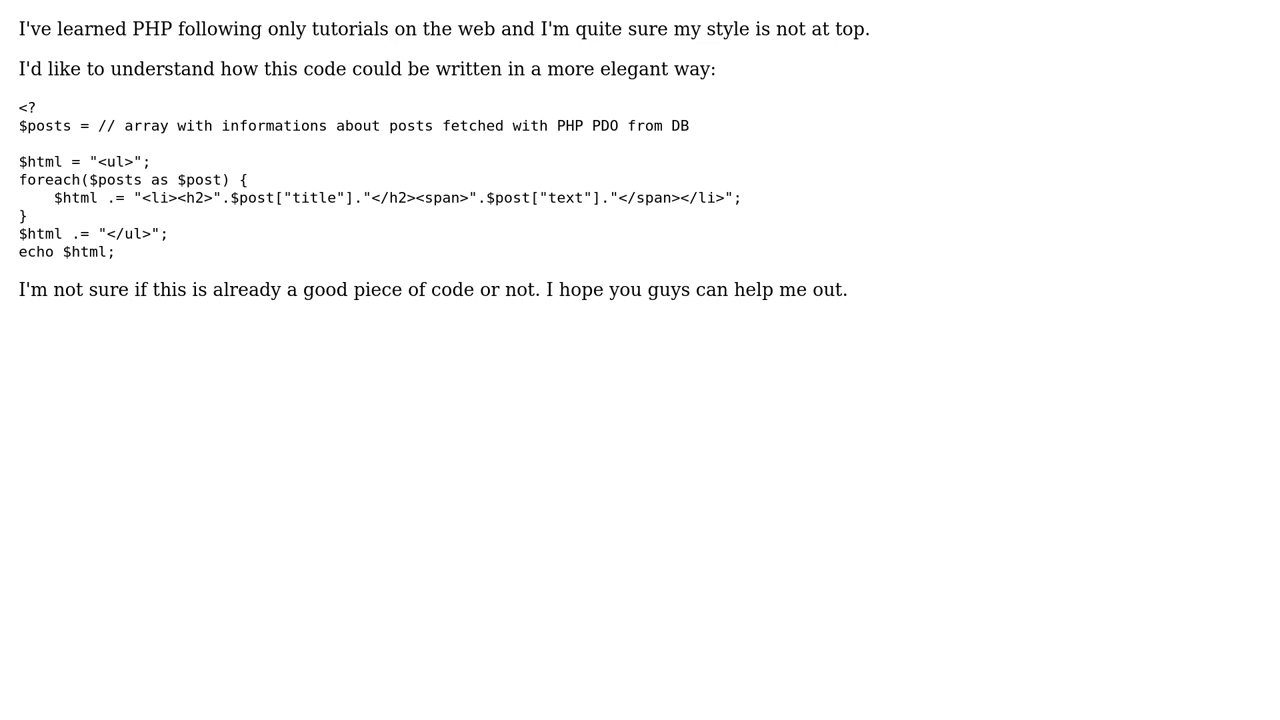 I've learned PHP following only tutorials on the web and I'm quite sure my style is not at top.
I'd like to understand how this code could be written in a more elegant way:
<?
$posts = // array with informations about posts fetched with PHP PDO from DB

$html = "<ul>";
foreach($posts as $post) {
    $html .= "<li><h2>".$post["title"]."</h2><span>".$post["text"]."</span></li>";
}
$html .= "</ul>";
echo $html;
I'm not sure if this is already a good piece of code or not. I hope you guys can help me out.